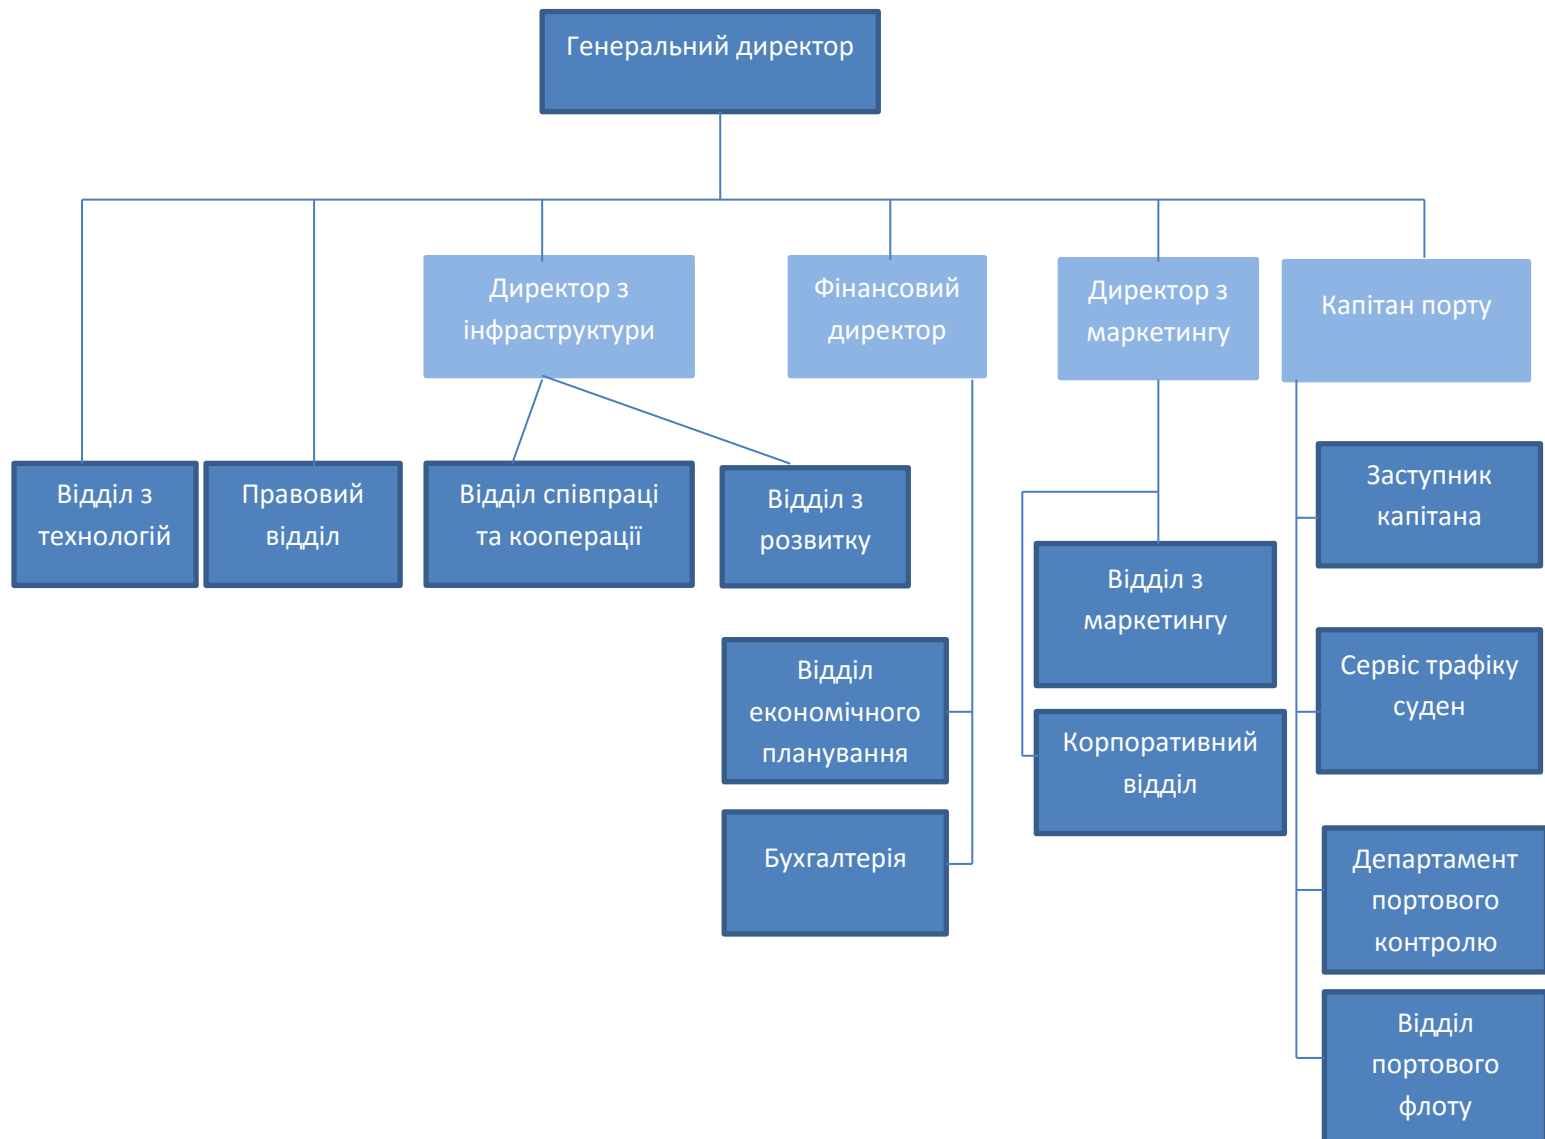 Генеральний директор
Директор з
інфраструктури
Фінансовий
директор
Директор з
маркетингу
Капітан порту
Відділ з
технологій
Правовий
відділ
Відділ співпраці
та кооперації
Відділ з
розвитку
Відділ
економічного
планування
Бухгалтерія
Відділ з
маркетингу
Корпоративний
відділ
Заступник
капітана
Сервіс трафіку
суден
Департамент
портового
контролю
Відділ
портового
флоту